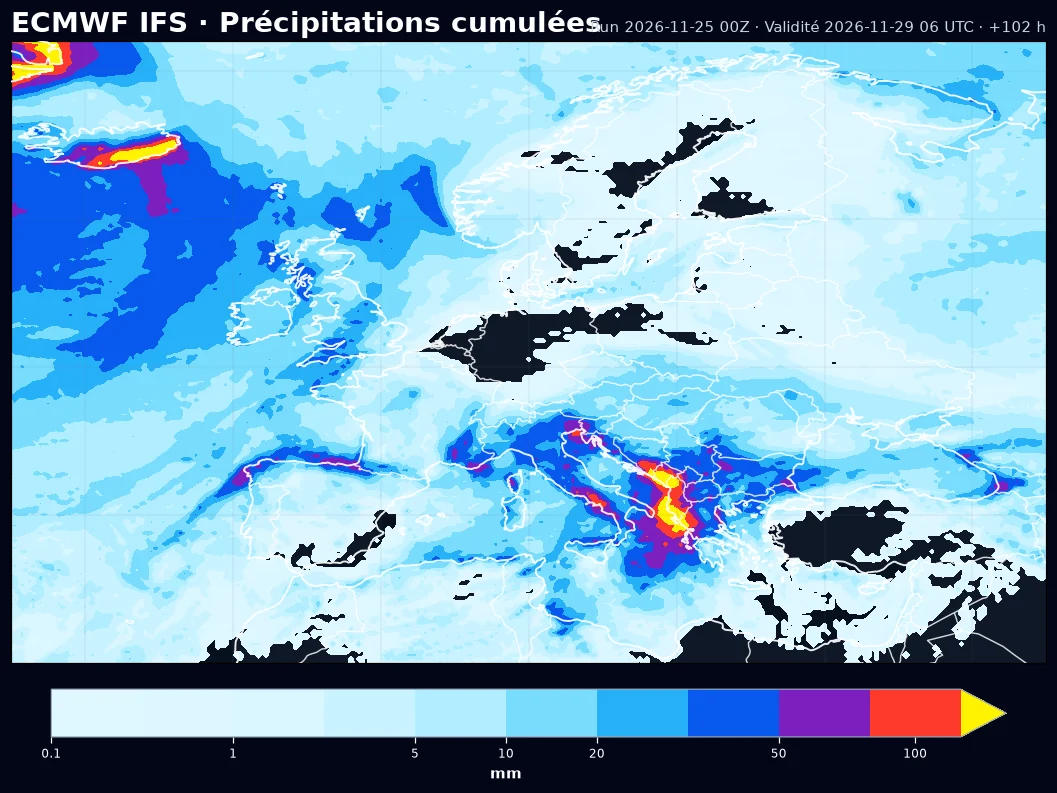 ECMWF IFS · Précipitations cumulées
Run 2026-11-25 00Z · Validité 2026-11-29 06 UTC · +102 h
0.1 1 5 10 20 50 100
mm